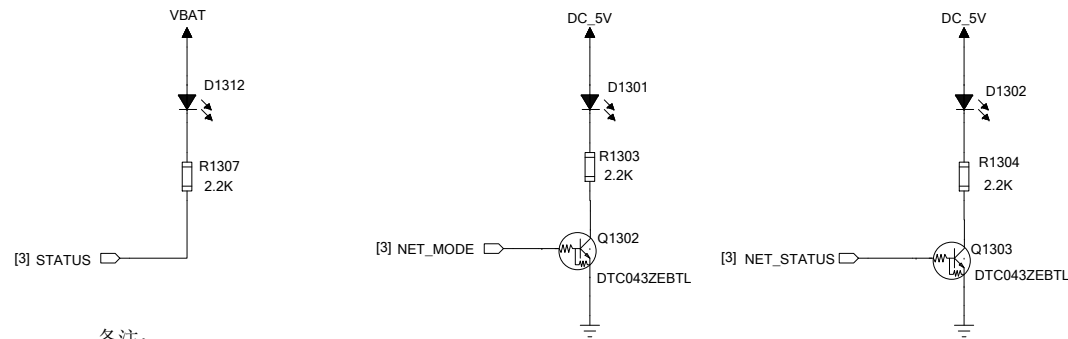 VBAT
D1312
R1307
2.2K
[3] STATUS
DC_5V
D1301
R1303
2.2K
[3] NET_MODE
Q1302
DTC043ZEBTL
DC_5V
D1302
R1304
2.2K
[3] NET_STATUS
Q1303
DTC043ZEBTL